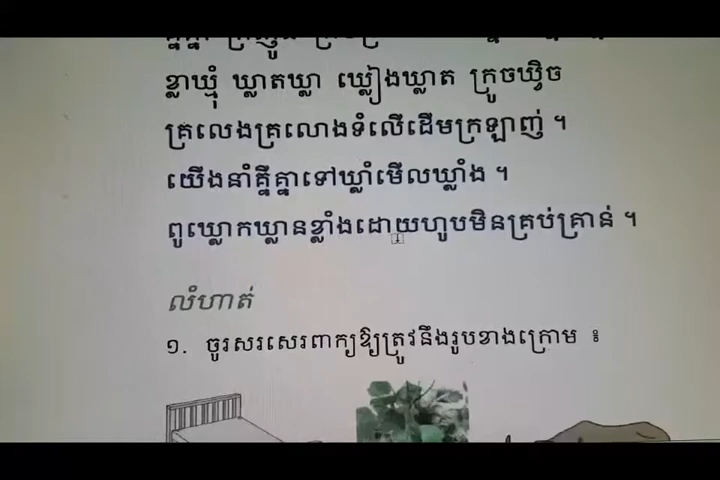 ខ្លាឃ្មុំ ឃ្លាតឃ្លា ឃ្លៀងឃ្លាត ក្រូចឃ្វិច
គ្រលេងគ្រលោងទំលើដើមក្រឡាញ់ ។
យើងនាំគ្នីគ្នាទៅឃ្លាំមើលឃ្លាំង ។
ពូឃ្លោកឃ្លានខ្លាំងដោយហូបមិនគ្រប់គ្រាន់ ។
លំហាត់
១. ចូរសរសេរពាក្យឱ្យត្រូវនឹងរូបខាងក្រោម ៖